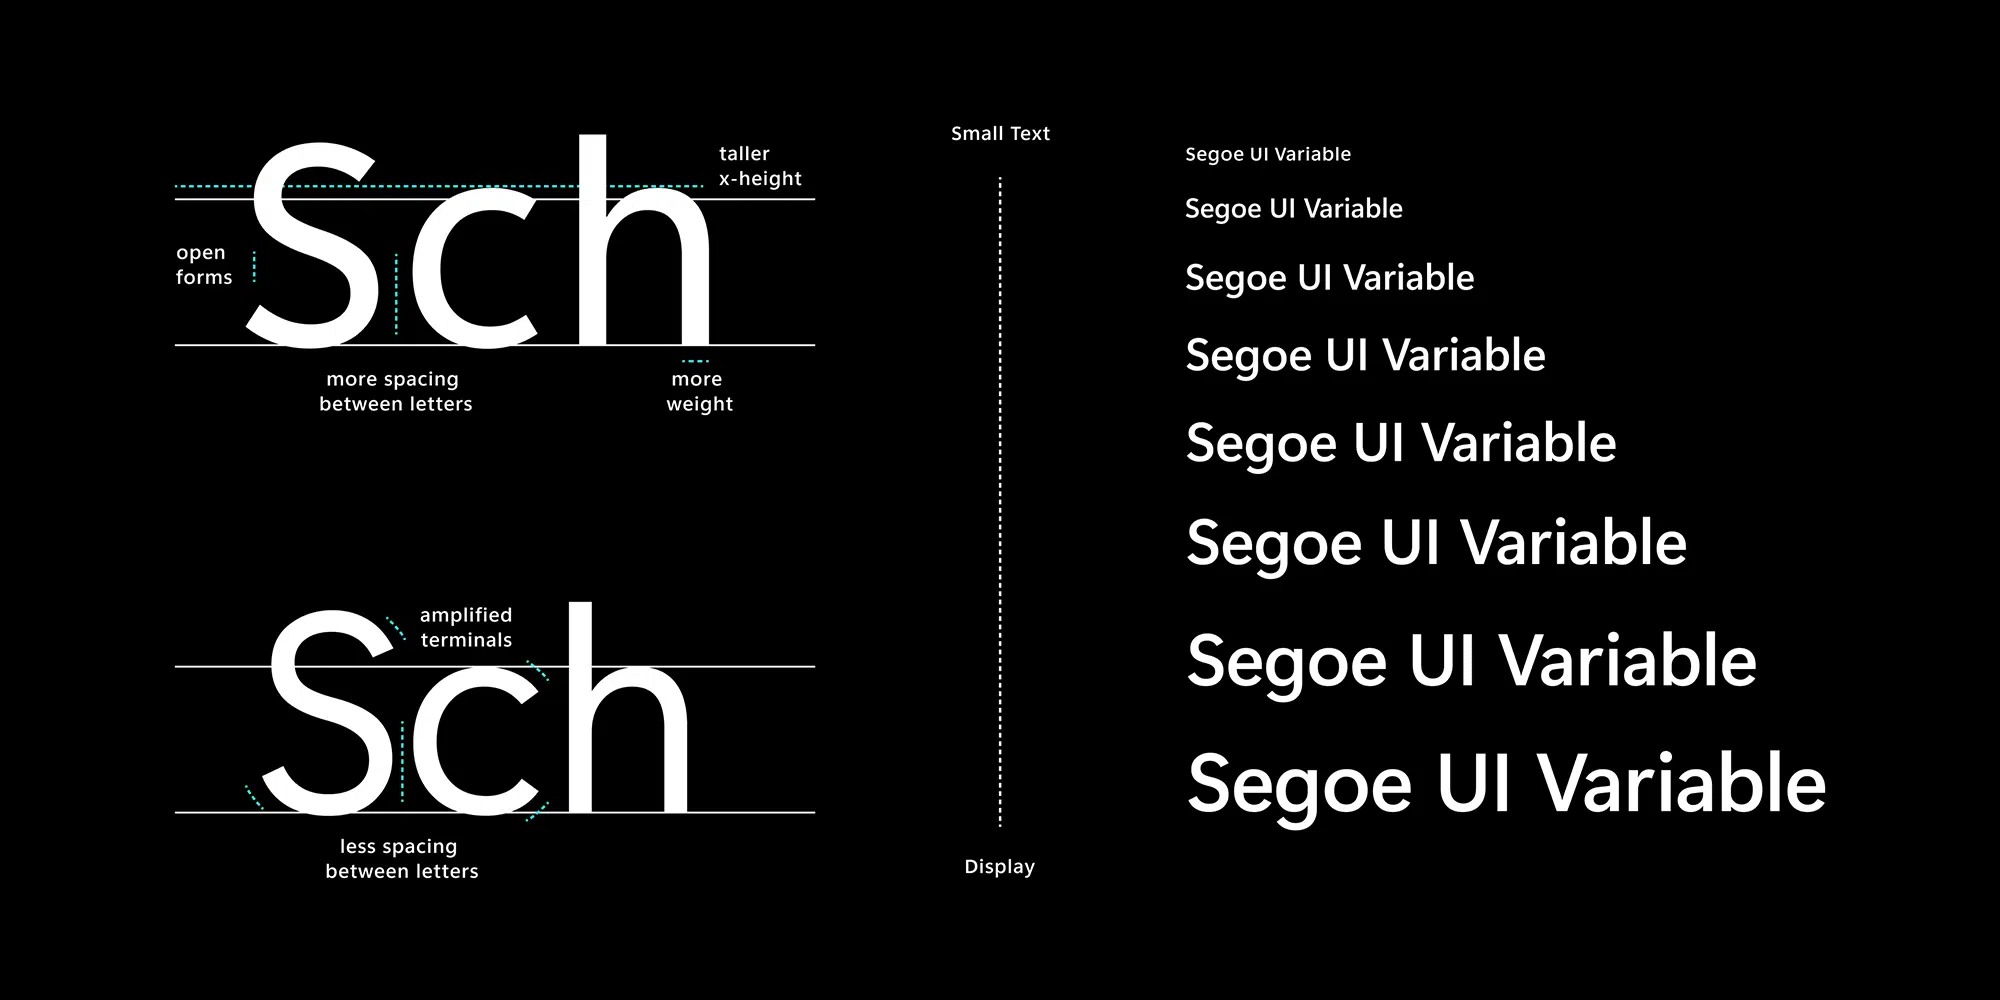 Sch
taller
x-height
open
forms
more spacing
between letters
more
weight
Sch
amplified
terminals
less spacing
between letters
Small Text
Display
Segoe UI Variable
Segoe UI Variable
Segoe UI Variable
Segoe UI Variable
Segoe UI Variable
Segoe UI Variable
Segoe UI Variable
Segoe UI Variable